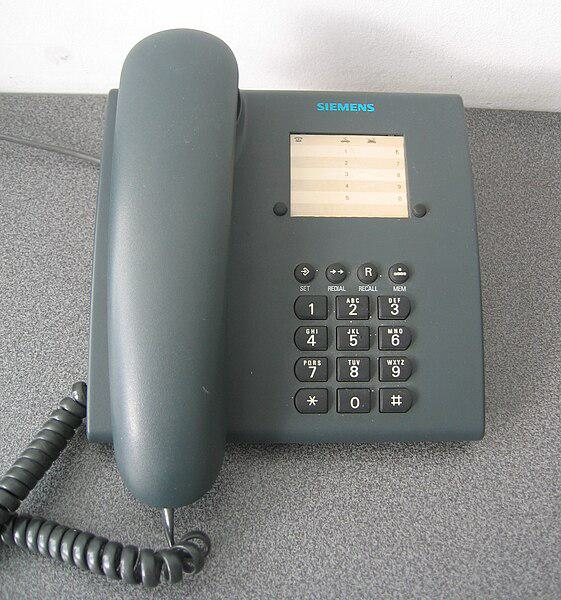 SIEMENS
1 6
2 7
3 8
4 9
5 0
R
SET REDIAL RECALL MEM
ABC DEF
1 2 3
GHI JKL MNO
4 5 6
PQRS TUV WXYZ
7 8 9
* 0 #